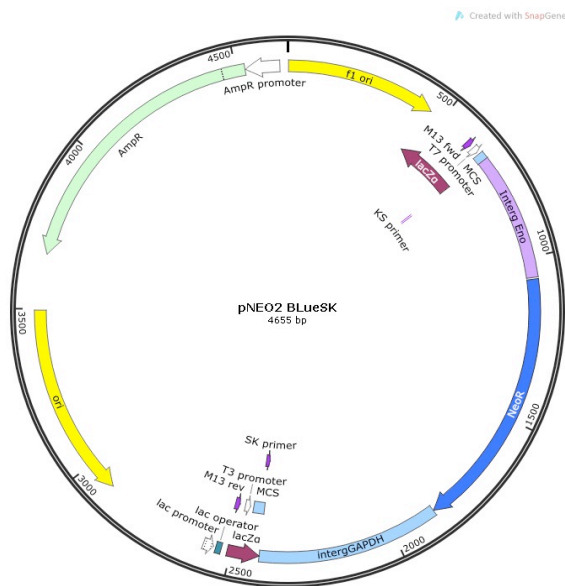 Created with SnapGene
4500
AmpR promoter
f1 ori
500
M13 fwd
T7 promoter
MCS
lacZα
KS primer
Interg Eno
1000
AmpR
4000
pNEO2 BLueSK
4655 bp
3500
NeoR
1500
ori
SK primer
3000
T3 promoter
M13 rev
MCS
lac operator
lac promoter
lacZα
intergGAPDH
2000
2500